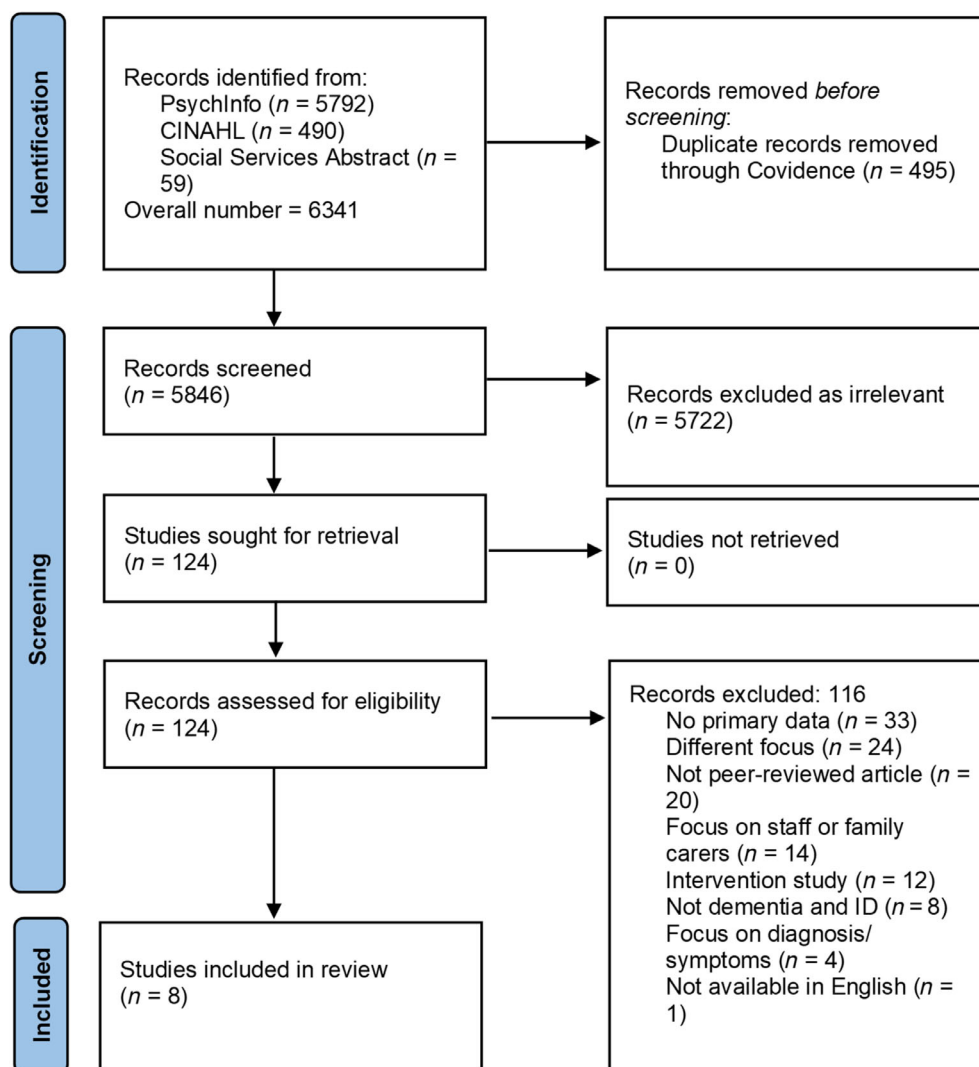 Identification
Records identified from:
PsychInfo (n = 5792)
CINAHL (n = 490)
Social Services Abstract (n =
59)
Overall number = 6341
Records removed before
screening:
Duplicate records removed
through Covidence (n = 495)
Screening
Records screened
(n = 5846)
Records excluded as irrelevant
(n = 5722)
Studies sought for retrieval
(n = 124)
Studies not retrieved
(n = 0)
Records assessed for eligibility
(n = 124)
Records excluded: 116
No primary data (n = 33)
Different focus (n = 24)
Not peer-reviewed article (n =
20)
Focus on staff or family
carers (n = 14)
Intervention study (n = 12)
Not dementia and ID (n = 8)
Focus on diagnosis/
symptoms (n = 4)
Not available in English (n =
1)
Included
Studies included in review
(n = 8)